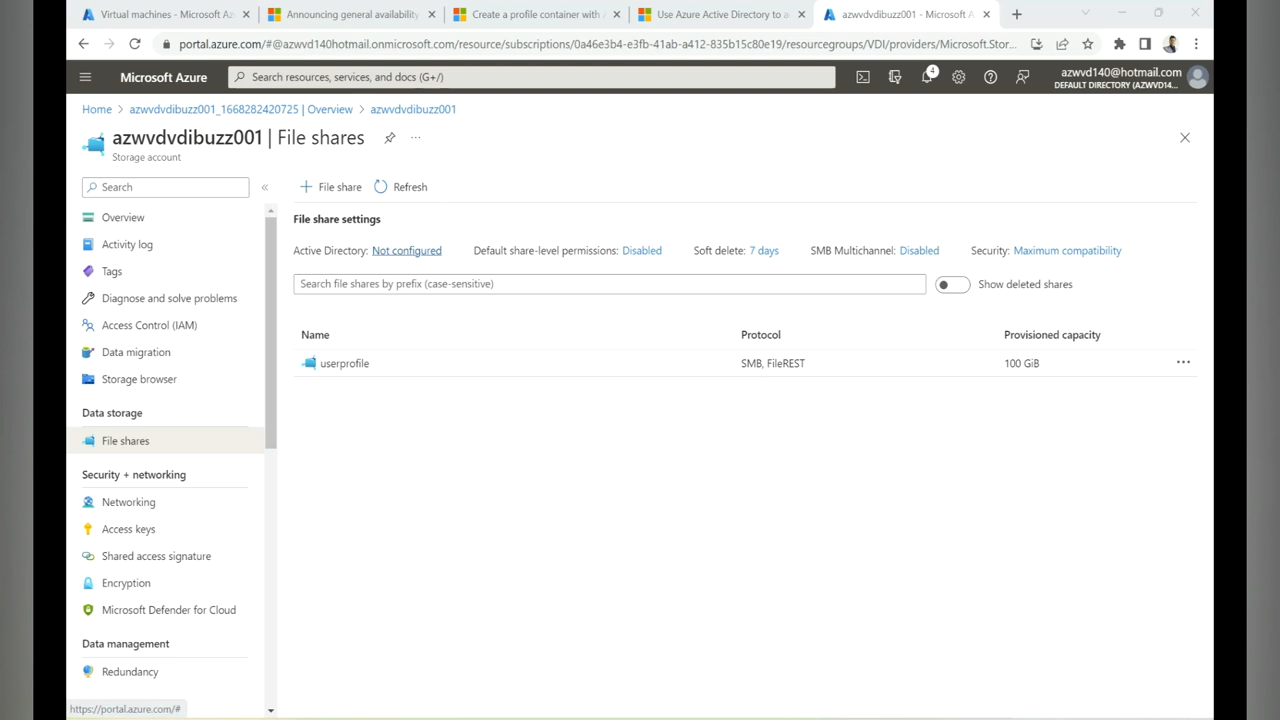 Virtual machines - Microsoft Az
Announcing general availability
Create a profile container with A
Use Azure Active Directory to a
azwvdvdibuzz001 - Microsoft A
portal.azure.com/#@azwvd140hotmail.onmicrosoft.com/resource/subscriptions/0a46e3b4-e3fb-41ab-a412-835b15c80e19/resourcegroups/VDI/providers/Microsoft.Stor...
Microsoft Azure
Search resources, services, and docs (G+/)
4
azwvd140@hotmail.com
DEFAULT DIRECTORY (AZWVD14...
Home > azwvdvdibuzz001_1668282420725 | Overview > azwvdvdibuzz001
azwvdvdibuzz001 | File shares
Storage account
Search
File share
Refresh
Overview
Activity log
Tags
Diagnose and solve problems
Access Control (IAM)
Data migration
Storage browser
Data storage
File shares
Security + networking
Networking
Access keys
Shared access signature
Encryption
Microsoft Defender for Cloud
Data management
Redundancy
File share settings
Active Directory: Not configured
Default share-level permissions: Disabled
Soft delete: 7 days
SMB Multichannel: Disabled
Security: Maximum compatibility
Search file shares by prefix (case-sensitive)
Show deleted shares
Name Protocol Provisioned capacity
userprofile SMB, FileREST 100 GiB
https://portal.azure.com/#